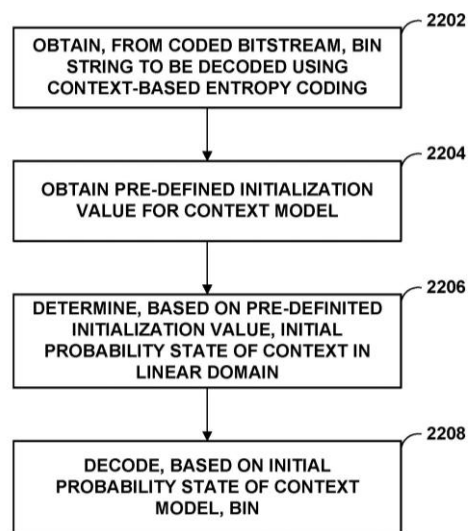 2202
OBTAIN, FROM CODED BITSTREAM, BIN
STRING TO BE DECODED USING
CONTEXT-BASED ENTROPY CODING
2204
OBTAIN PRE-DEFINED INITIALIZATION
VALUE FOR CONTEXT MODEL
2206
DETERMINE, BASED ON PRE-DEFINITED
INITIALIZATION VALUE, INITIAL
PROBABILITY STATE OF CONTEXT IN
LINEAR DOMAIN
2208
DECODE, BASED ON INITIAL
PROBABILITY STATE OF CONTEXT
MODEL, BIN